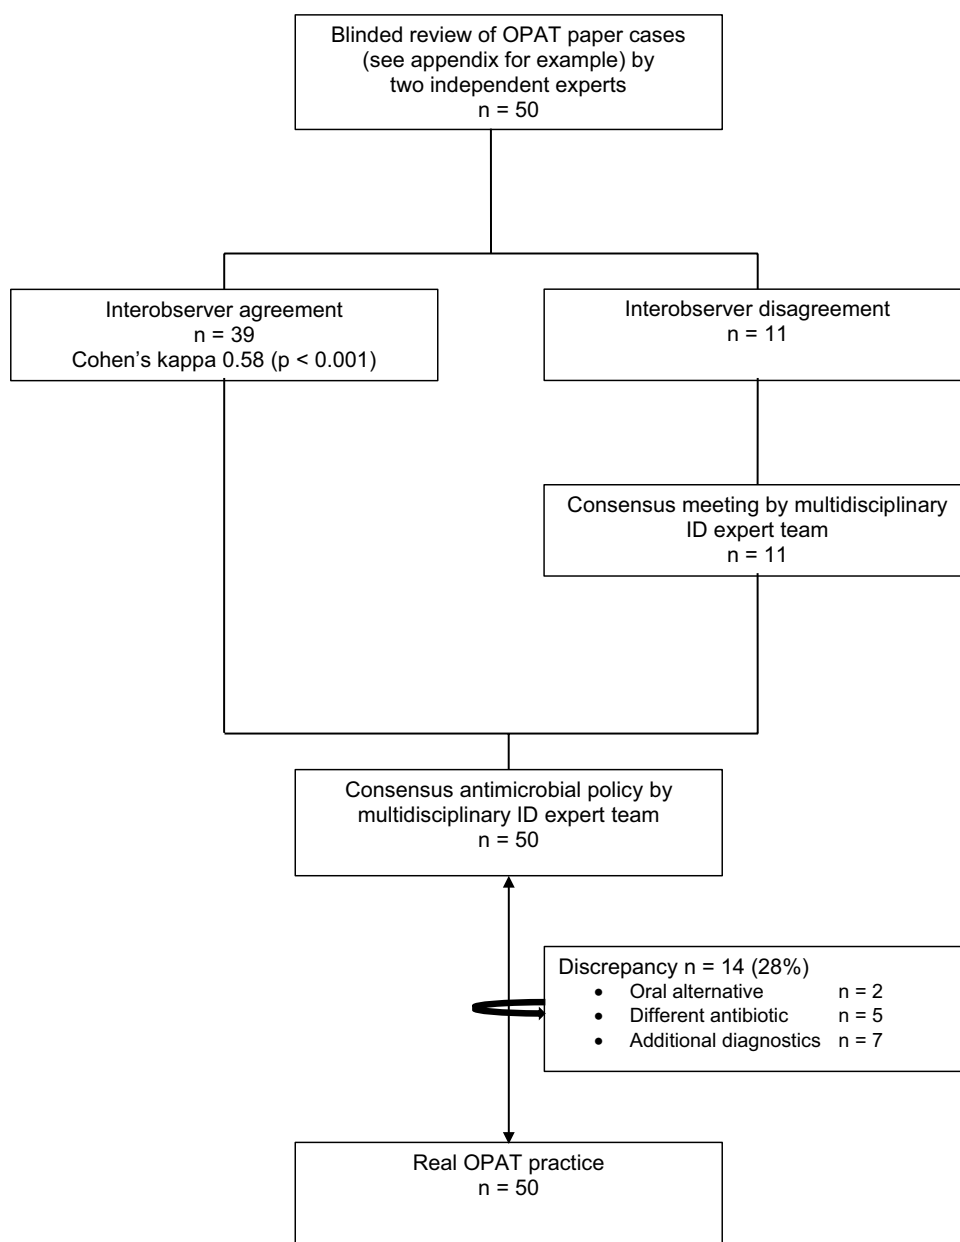 Blinded review of OPAT paper cases
(see appendix for example) by
two independent experts
n = 50
Interobserver agreement
n = 39
Cohen’s kappa 0.58 (p < 0.001)
Interobserver disagreement
n = 11
Consensus meeting by multidisciplinary
ID expert team
n = 11
Consensus antimicrobial policy by
multidisciplinary ID expert team
n = 50
Discrepancy n = 14 (28%)
• Oral alternative n = 2
• Different antibiotic n = 5
• Additional diagnostics n = 7
Real OPAT practice
n = 50